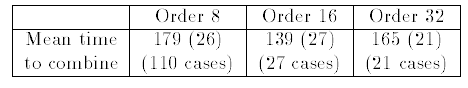 Order 8 Order 16 Order 32
Mean time 179 (26) 139 (27) 165 (21)
to combine (110 cases) (27 cases) (21 cases)